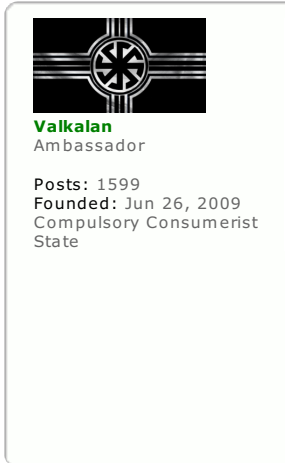 Valkalan
Ambassador
Posts: 1599
Founded: Jun 26, 2009
Compulsory Consumerist
State